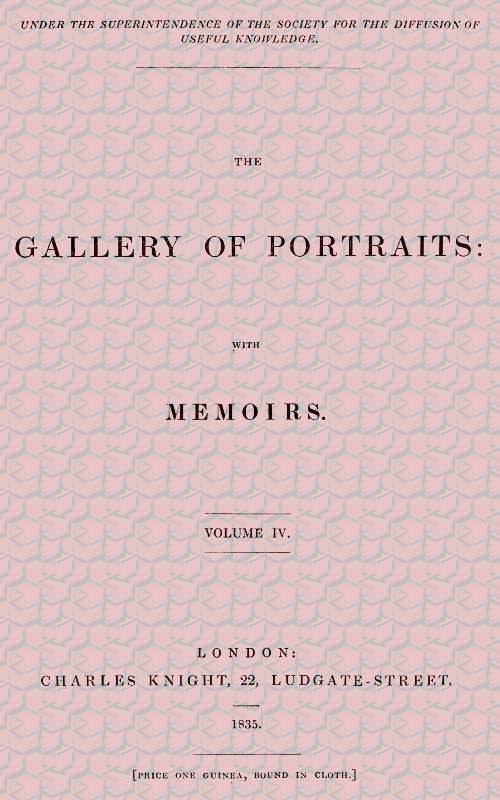 UNDER THE SUPERINTENDENCE OF THE SOCIETY FOR THE DIFFUSION OF
USEFUL KNOWLEDGE.
THE
GALLERY OF PORTRAITS:
WITH
MEMOIRS.
VOLUME IV.
LONDON:
CHARLES KNIGHT, 22, LUDGATE-STREET.
1835.
[PRICE ONE GUINEA, BOUND IN CLOTH.]